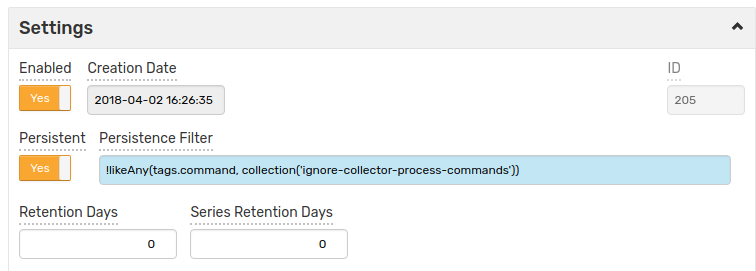 Settings
Enabled Creation Date ID
Yes 2018-04-02 16:26:35 205
Persistent Persistence Filter
Yes !likeAny(tags.command, collection('ignore-collector-process-commands'))
Retention Days Series Retention Days
0 0